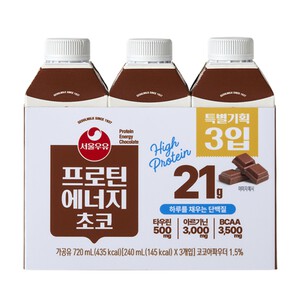 특별기획
3입
서울우유
Protein
Energy
Chocolate
High
Protein
프로틴
에너지
초코
21g
하루를 채우는 단백질
타우린
500mg
아르기닌
3,000mg
BCAA
3,500mg
가공유 720 mL(435 kcal)[240 mL(145 kcal) X 3개입] 코코아파우더 1.5%